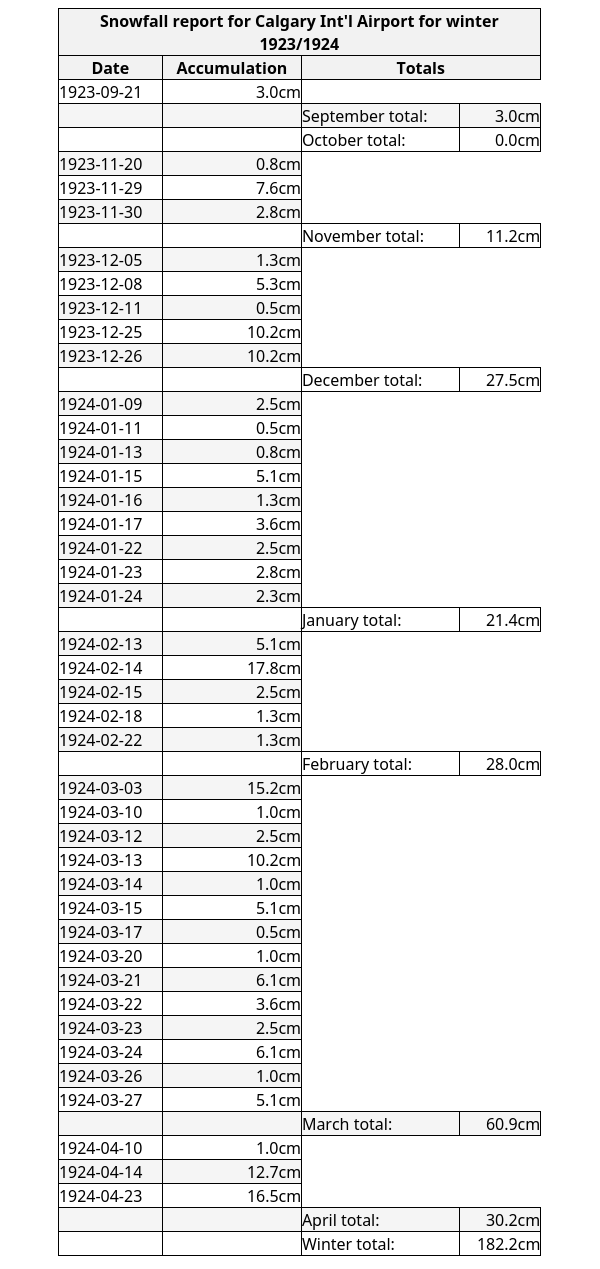 Snowfall report for Calgary Int'l Airport for winter
1923/1924
Date Accumulation Totals
1923-09-21 3.0cm
September total: 3.0cm
October total: 0.0cm
1923-11-20 0.8cm
1923-11-29 7.6cm
1923-11-30 2.8cm
November total: 11.2cm
1923-12-05 1.3cm
1923-12-08 5.3cm
1923-12-11 0.5cm
1923-12-25 10.2cm
1923-12-26 10.2cm
December total: 27.5cm
1924-01-09 2.5cm
1924-01-11 0.5cm
1924-01-13 0.8cm
1924-01-15 5.1cm
1924-01-16 1.3cm
1924-01-17 3.6cm
1924-01-22 2.5cm
1924-01-23 2.8cm
1924-01-24 2.3cm
January total: 21.4cm
1924-02-13 5.1cm
1924-02-14 17.8cm
1924-02-15 2.5cm
1924-02-18 1.3cm
1924-02-22 1.3cm
February total: 28.0cm
1924-03-03 15.2cm
1924-03-10 1.0cm
1924-03-12 2.5cm
1924-03-13 10.2cm
1924-03-14 1.0cm
1924-03-15 5.1cm
1924-03-17 0.5cm
1924-03-20 1.0cm
1924-03-21 6.1cm
1924-03-22 3.6cm
1924-03-23 2.5cm
1924-03-24 6.1cm
1924-03-26 1.0cm
1924-03-27 5.1cm
March total: 60.9cm
1924-04-10 1.0cm
1924-04-14 12.7cm
1924-04-23 16.5cm
April total: 30.2cm
Winter total: 182.2cm